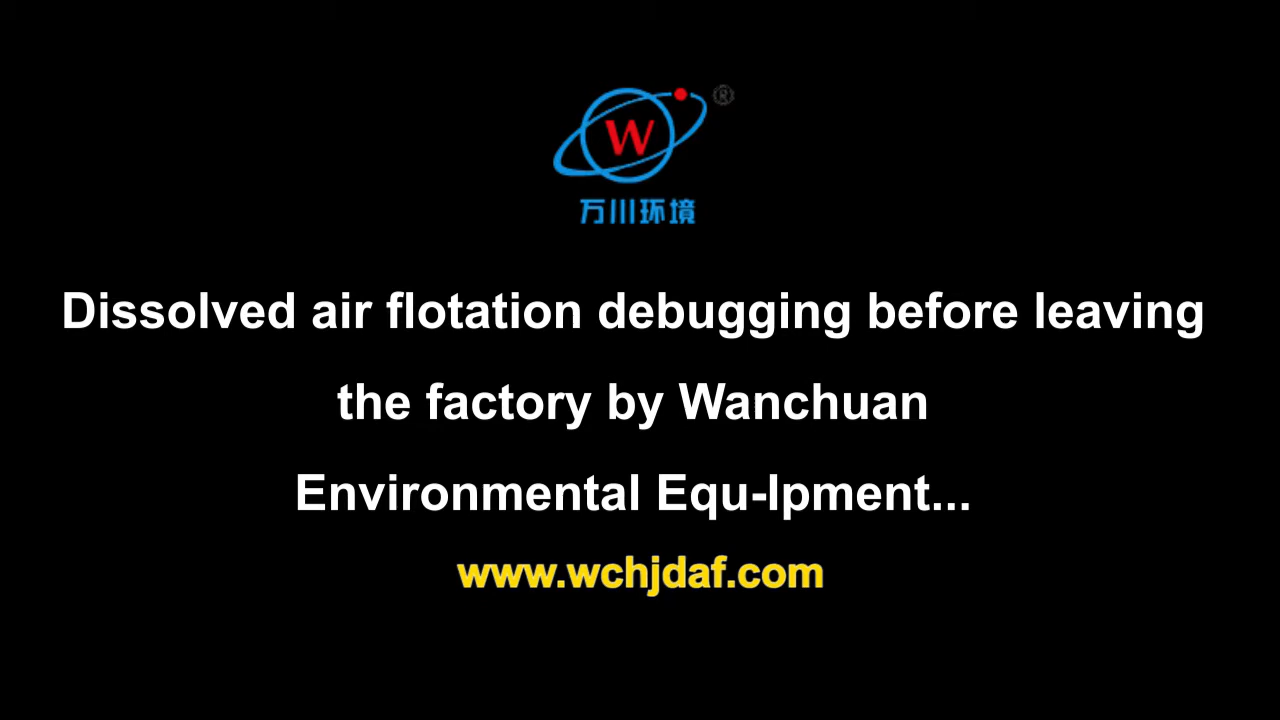 W
®
万川环境
Dissolved air flotation debugging before leaving
the factory by Wanchuan
Environmental Equ-Ipment...
www.wchjdaf.com